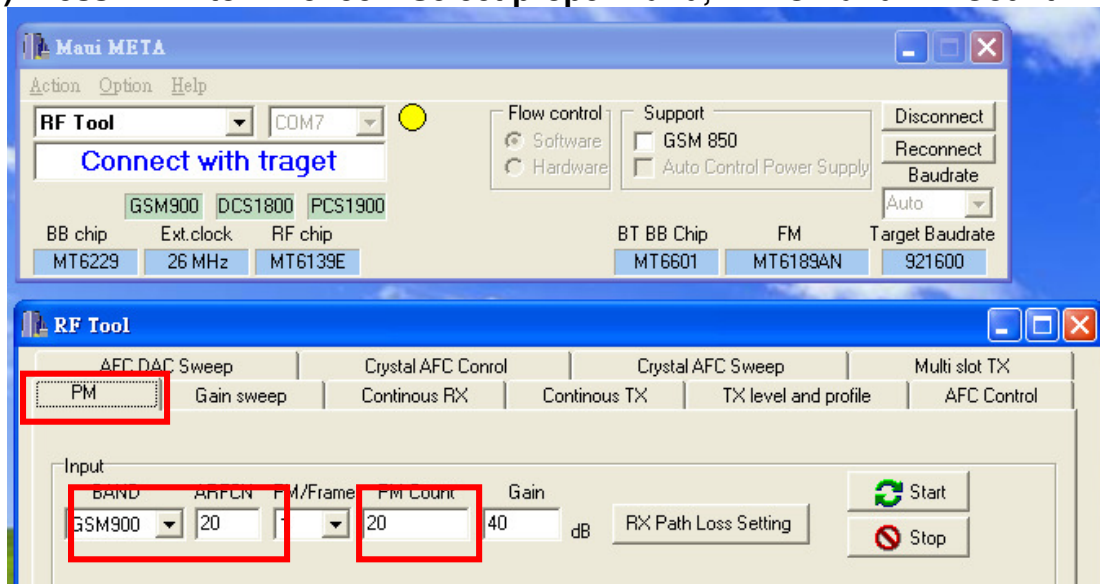 Maui META
Action Option Help
RF Tool COM7 Flow control Support Disconnect
Software GSM 850 Reconnect
Connect with traget Hardware Auto Control Power Supply Baudrate
GSM900 DCS1800 PCS1900 Auto
BB chip Ext.clock RF chip BT BB Chip FM Target Baudrate
MT6229 26 MHz MT6139E MT6601 MT6189AN 921600
RF Tool
AFC DAC Sweep Crystal AFC Conrol Crystal AFC Sweep Multi slot TX
PM Gain sweep Continous RX Continous TX TX level and profile AFC Control
Input
BAND ARFCN PM/Frame PM Count Gain Start
GSM900 20 20 40 dB RX Path Loss Setting
Stop